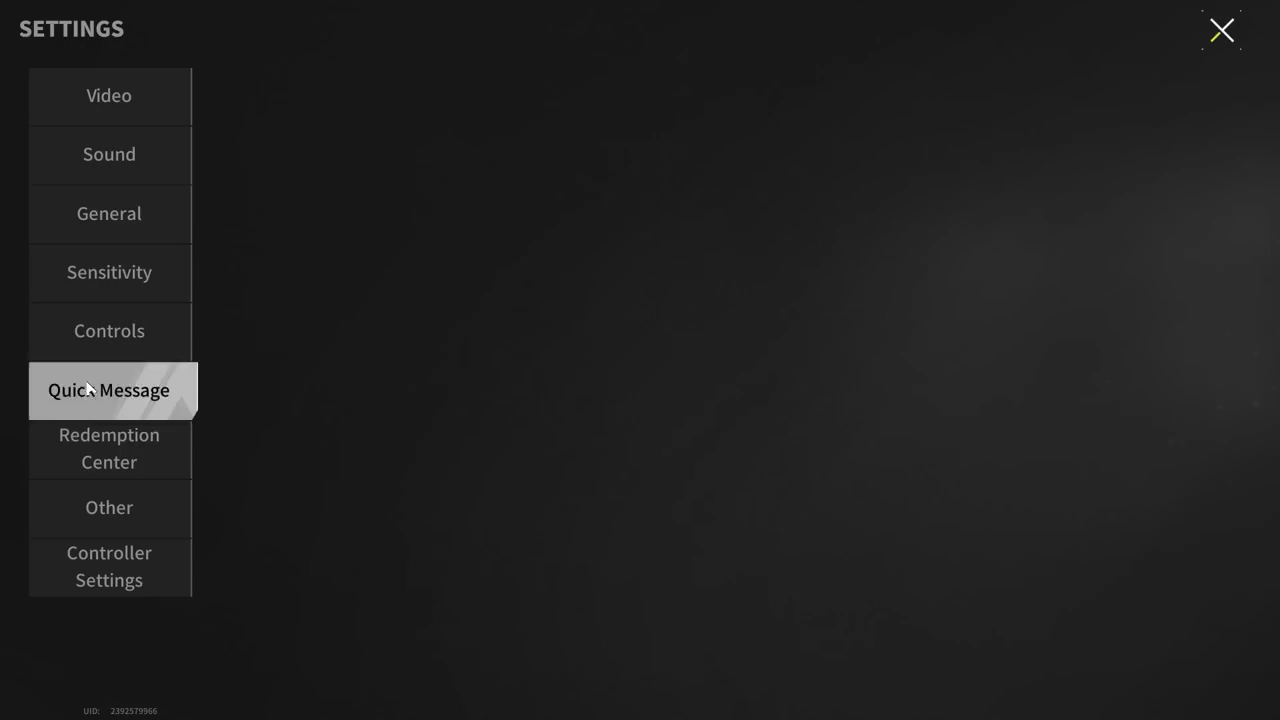 SETTINGS
Video
Sound
General
Sensitivity
Controls
Quick Message
Redemption
Center
Other
Controller
Settings
UID: 2392579966